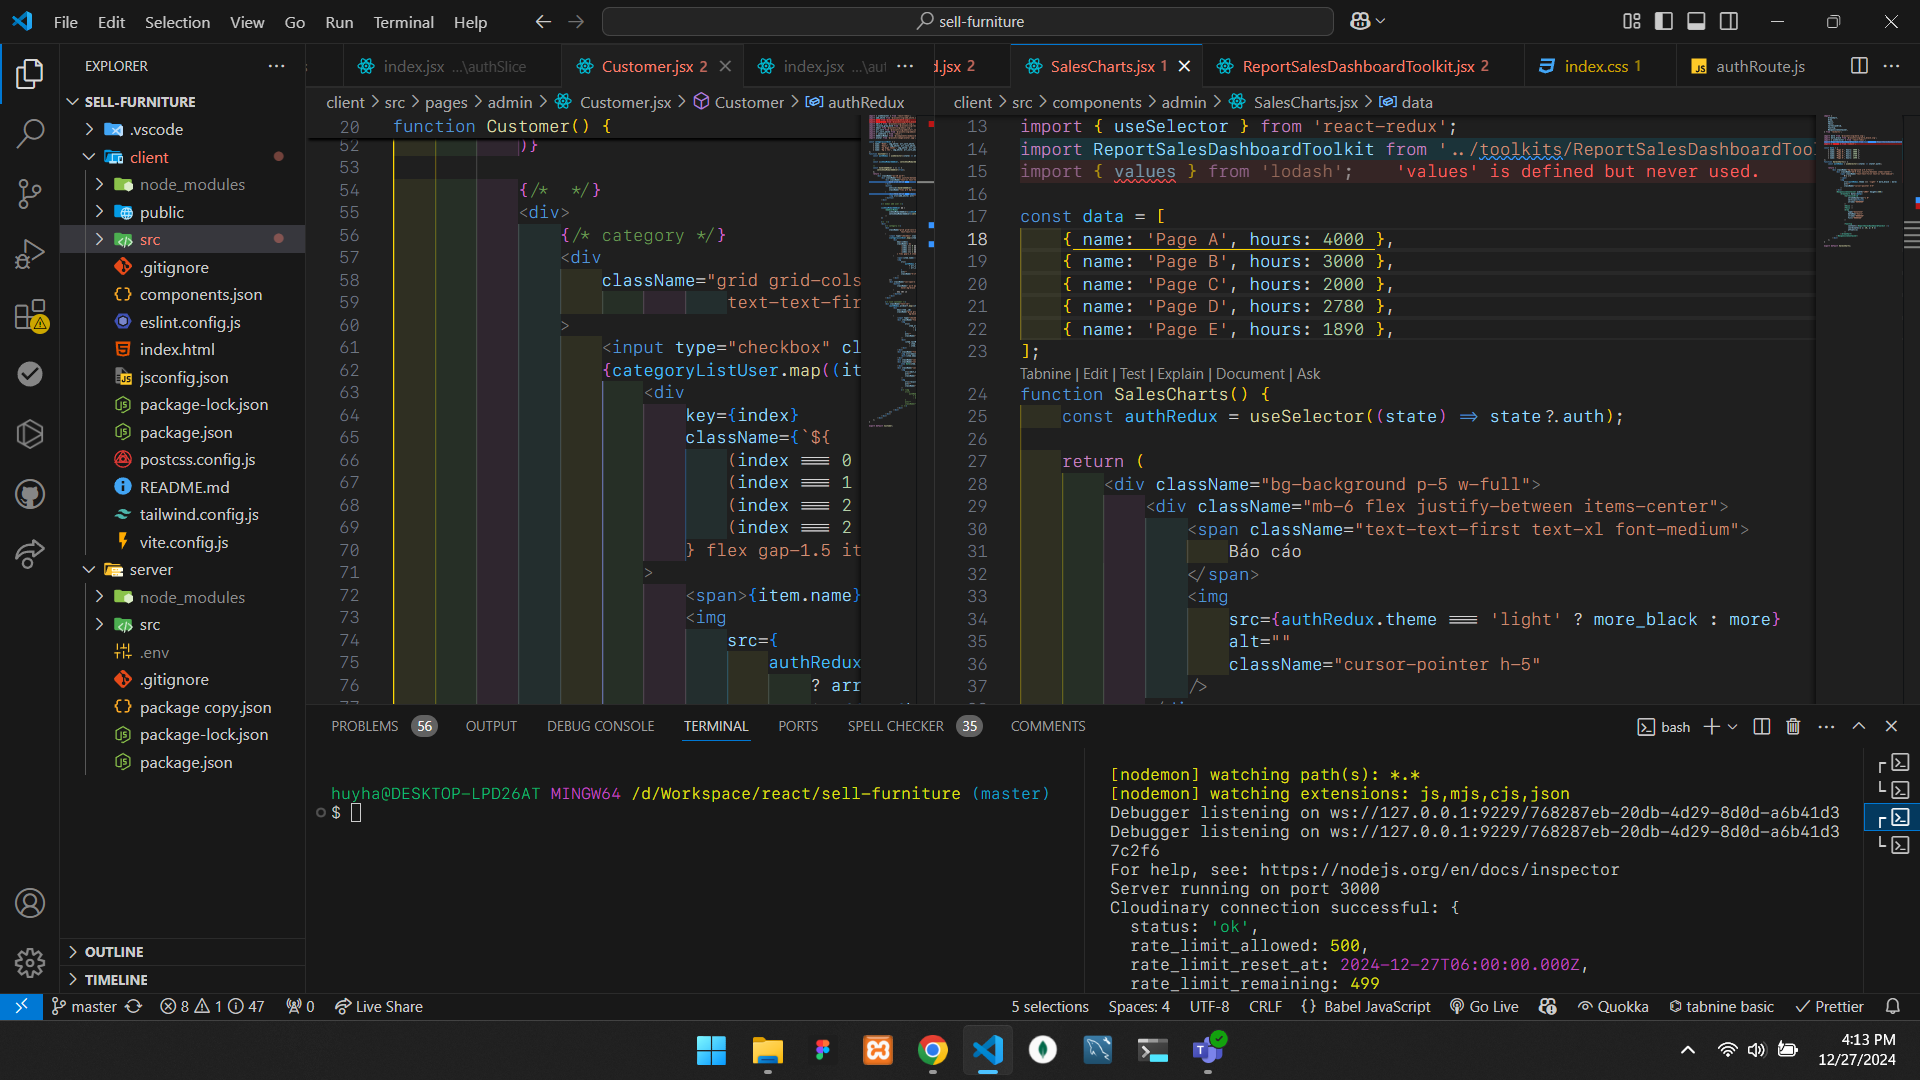 File Edit Selection View Go Run Terminal Help
sell-furniture
EXPLORER
SELL-FURNITURE
.vscode
client
node_modules
public
src
.gitignore
components.json
eslint.config.js
index.html
jsconfig.json
package-lock.json
package.json
postcss.config.js
README.md
tailwind.config.js
vite.config.js
server
node_modules
src
.env
.gitignore
package copy.json
package-lock.json
package.json
OUTLINE
TIMELINE
index.jsx ...\authSlice
Customer.jsx 2
index.jsx ...\aut
client > src > pages > admin > Customer.jsx > Customer > authRedux
20 function Customer() {
52 )}
53
54 {/*  */}
55 <div>
56 {/* category */}
57 <div
58 className="grid grid-cols
59 text-text-fir
60 >
61 <input type="checkbox" cl
62 {categoryListUser.map((it
63 <div
64 key={index}
65 className={`${
66 (index === 0
67 (index === 1
68 (index === 2
69 (index === 2
70 } flex gap-1.5 it
71 >
72 <span>{item.name}
73 <img
74 src={
75 authRedux
76 ? arr
d.jsx 2
SalesCharts.jsx 1
ReportSalesDashboardToolkit.jsx 2
index.css 1
authRoute.js
client > src > components > admin > SalesCharts.jsx > data
13 import { useSelector } from 'react-redux';
14 import ReportSalesDashboardToolkit from '../toolkits/ReportSalesDashboardToo
15 import { values } from 'lodash'; 'values' is defined but never used.
16
17 const data = [
18 { name: 'Page A', hours: 4000 },
19 { name: 'Page B', hours: 3000 },
20 { name: 'Page C', hours: 2000 },
21 { name: 'Page D', hours: 2780 },
22 { name: 'Page E', hours: 1890 },
23 ];
Tabnine | Edit | Test | Explain | Document | Ask
24 function SalesCharts() {
25 const authRedux = useSelector((state) => state?.auth);
26
27 return (
28 <div className="bg-background p-5 w-full">
29 <div className="mb-6 flex justify-between items-center">
30 <span className="text-text-first text-xl font-medium">
31 Báo cáo
32 </span>
33 <img
34 src={authRedux.theme === 'light' ? more_black : more}
35 alt=""
36 className="cursor-pointer h-5"
37 />
PROBLEMS 56 OUTPUT DEBUG CONSOLE TERMINAL PORTS SPELL CHECKER 35 COMMENTS
bash
huyha@DESKTOP-LPD26AT MINGW64 /d/Workspace/react/sell-furniture (master)
$
[nodemon] watching path(s): *.*
[nodemon] watching extensions: js,mjs,cjs,json
Debugger listening on ws://127.0.0.1:9229/768287eb-20db-4d29-8d0d-a6b41d3
Debugger listening on ws://127.0.0.1:9229/768287eb-20db-4d29-8d0d-a6b41d3
7c2f6
For help, see: https://nodejs.org/en/docs/inspector
Server running on port 3000
Cloudinary connection successful: {
status: 'ok',
rate_limit_allowed: 500,
rate_limit_reset_at: 2024-12-27T06:00:00.000Z,
rate_limit_remaining: 499
master 8 1 47 0 Live Share
5 selections Spaces: 4 UTF-8 CRLF {} Babel JavaScript Go Live Quokka tabnine basic Prettier
4:13 PM
12/27/2024